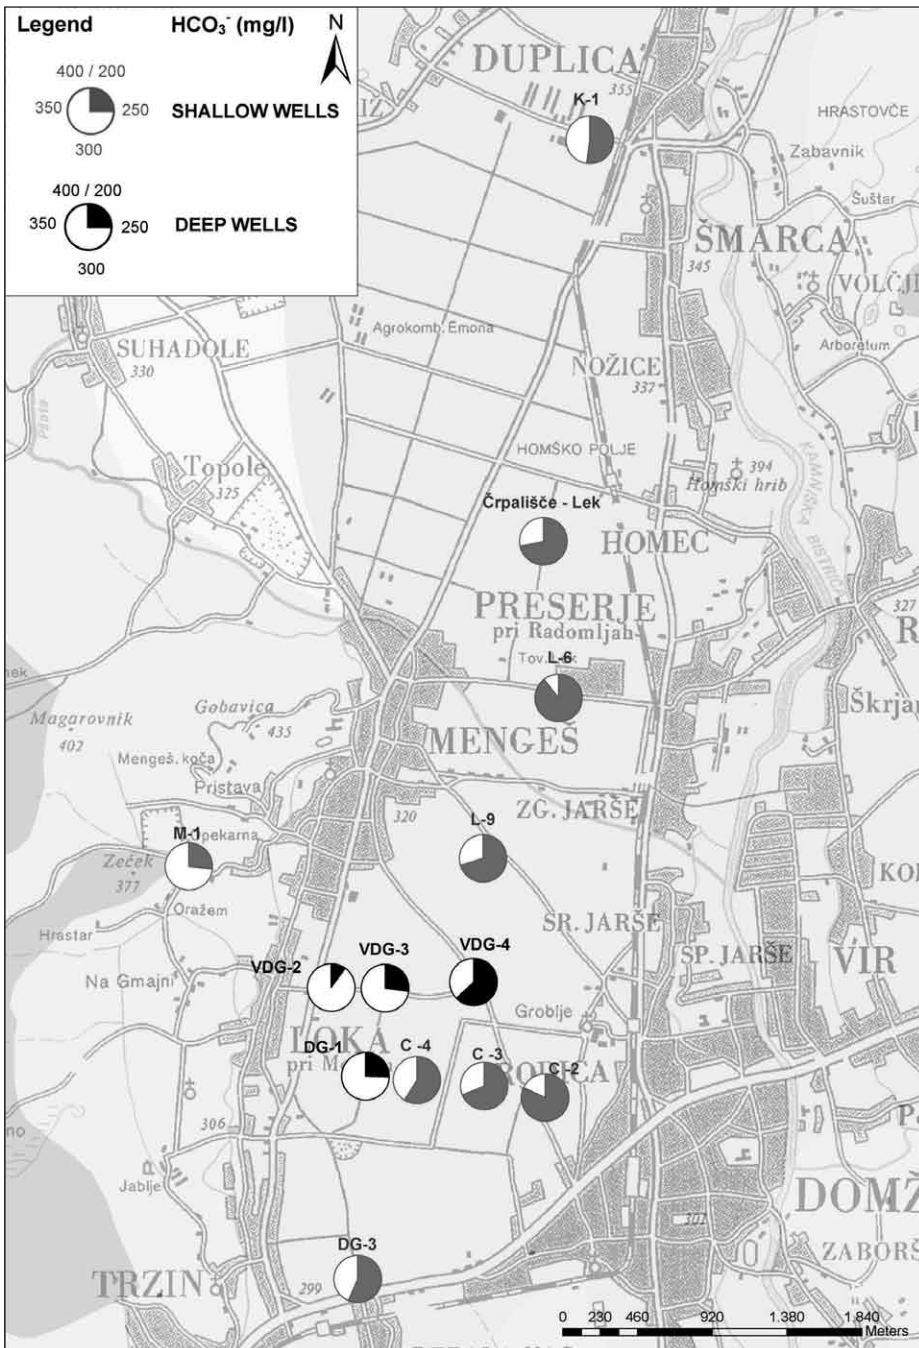 Legend
HCO₃⁻ (mg/l)
N
400 / 200
350
250
300
SHALLOW WELLS
400 / 200
350
250
300
DEEP WELLS
DUPLICA
355
K-1
HRASTOVČE
Zabavnik
Šuštar
ŠMARCA
345
VOLČJI
Arboretum
Agrokomb. Emona
SUHADOLE
330
NOŽICE
337
Pšata
HOMŠKO POLJE
394
Homški hrib
KAMNIŠKA
BISTRICA
Topole
325
Črpališče - Lek
HOMEC
PRESERJE
pri Radomljah
327
R
L-6
Škrjan
Magarovnik
402
Gobavica
435
MENGEŠ
Mengeš. koča
Pristava
ZG. JARŠE
320
L-9
M-1
Opekarna
Zeček
377
Oražem
Hrastar
SR. JARŠE
SP. JARŠE
VIR
Na Gmajni
VDG-2
VDG-3
VDG-4
Groblje
LOKA
DG-1
C -4
C -3
C -2
306
Jablje
DOMŽ
302
ZABORŠ
DG-3
TRZIN
299
0 230 460 920 1.380 1.840
Meters